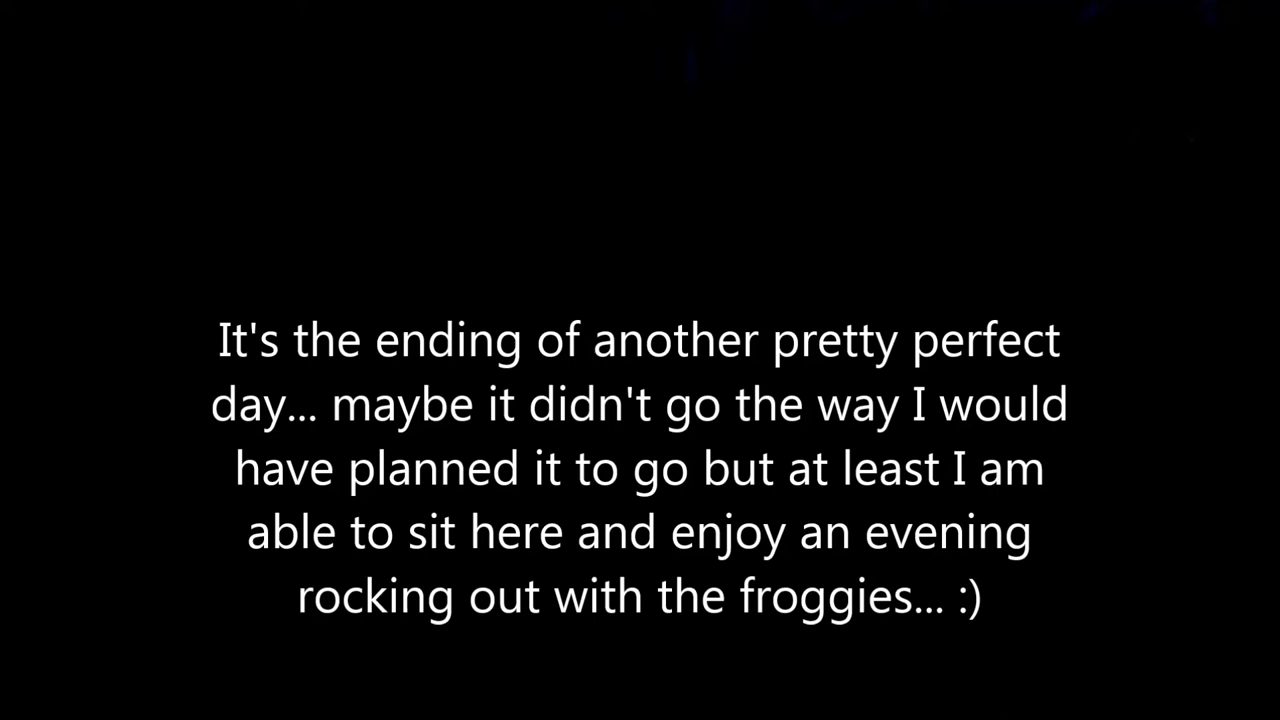 It's the ending of another pretty perfect
day... maybe it didn't go the way I would
have planned it to go but at least I am
able to sit here and enjoy an evening
rocking out with the froggies... :)